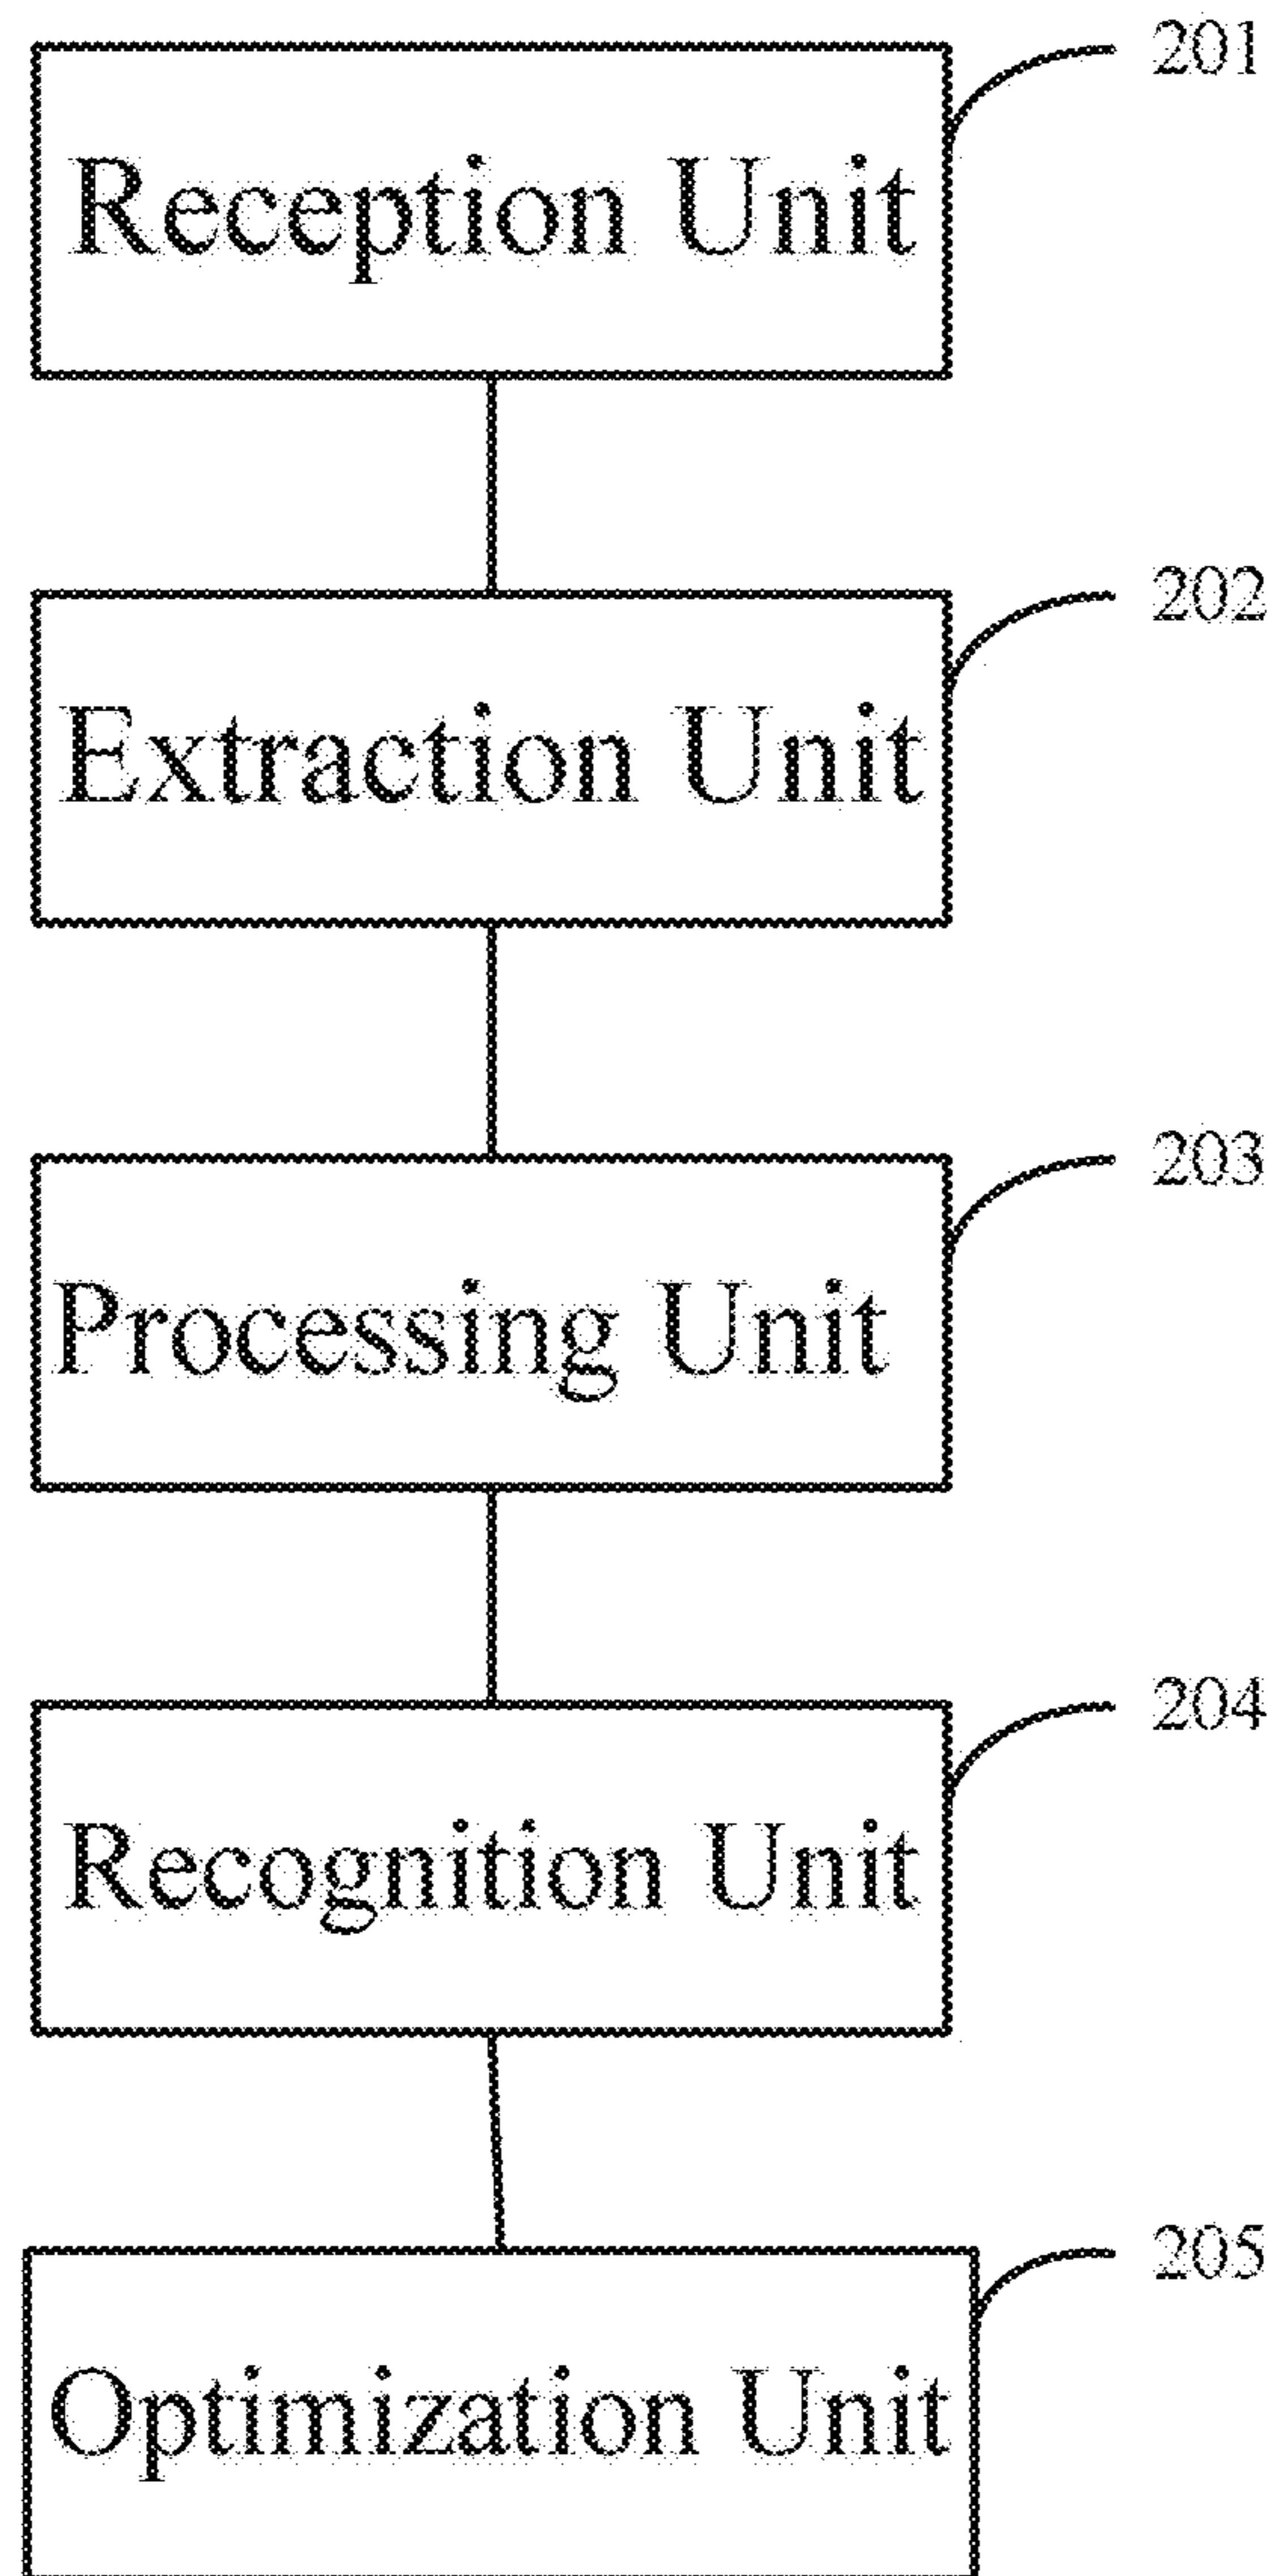 201
Reception Unit
202
Extraction Unit
203
Processing Unit
204
Recognition Unit
205
Optimization Unit